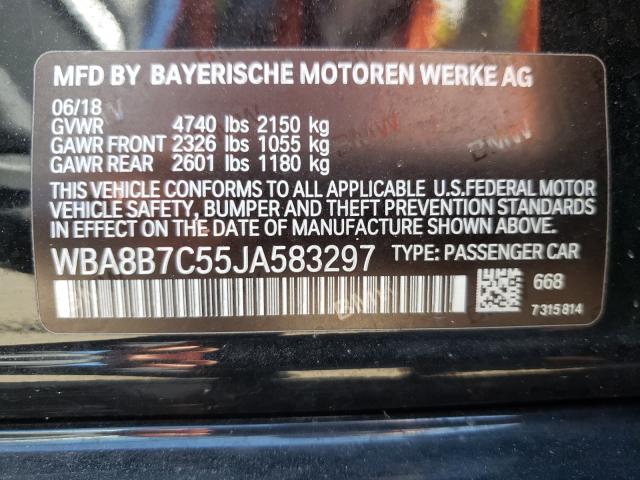 MFD BY BAYERISCHE MOTOREN WERKE AG
06/18
GVWR 4740 lbs 2150 kg
GAWR FRONT 2326 lbs 1055 kg
GAWR REAR 2601 lbs 1180 kg
THIS VEHICLE CONFORMS TO ALL APPLICABLE U.S.FEDERAL MOTOR
VEHICLE SAFETY, BUMPER AND THEFT PREVENTION STANDARDS
IN EFFECT ON THE DATE OF MANUFACTURE SHOWN ABOVE.
WBA8B7C55JA583297 TYPE: PASSENGER CAR
668
7 315 814
BMW
BMW
BMW